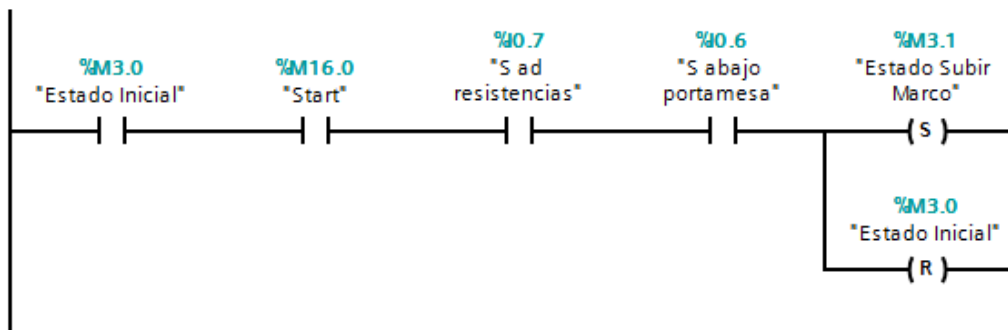 %M3.0
"Estado Inicial"
%M16.0
"Start"
%I0.7
"S ad
resistencias"
%I0.6
"S abajo
portamesa"
%M3.1
"Estado Subir
Marco"
S
%M3.0
"Estado Inicial"
R